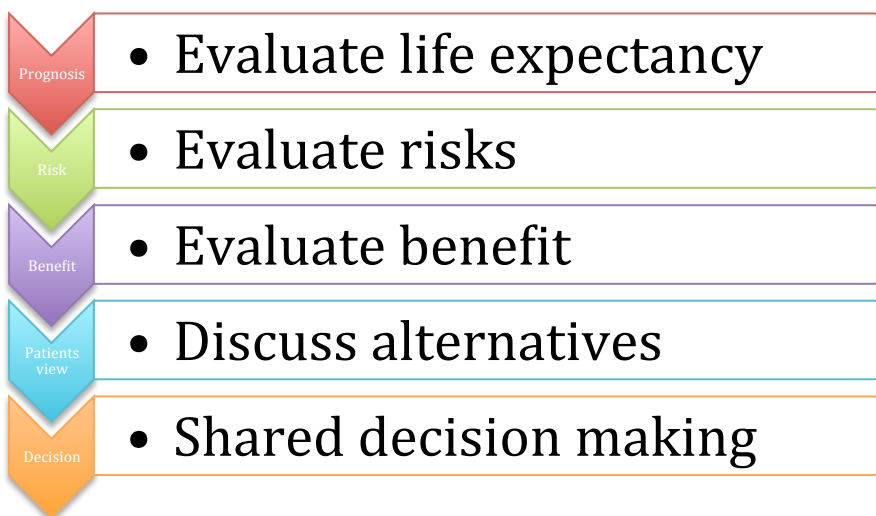 Prognosis
• Evaluate life expectancy
Risk
• Evaluate risks
Benefit
• Evaluate benefit
Patients
view
• Discuss alternatives
Decision
• Shared decision making